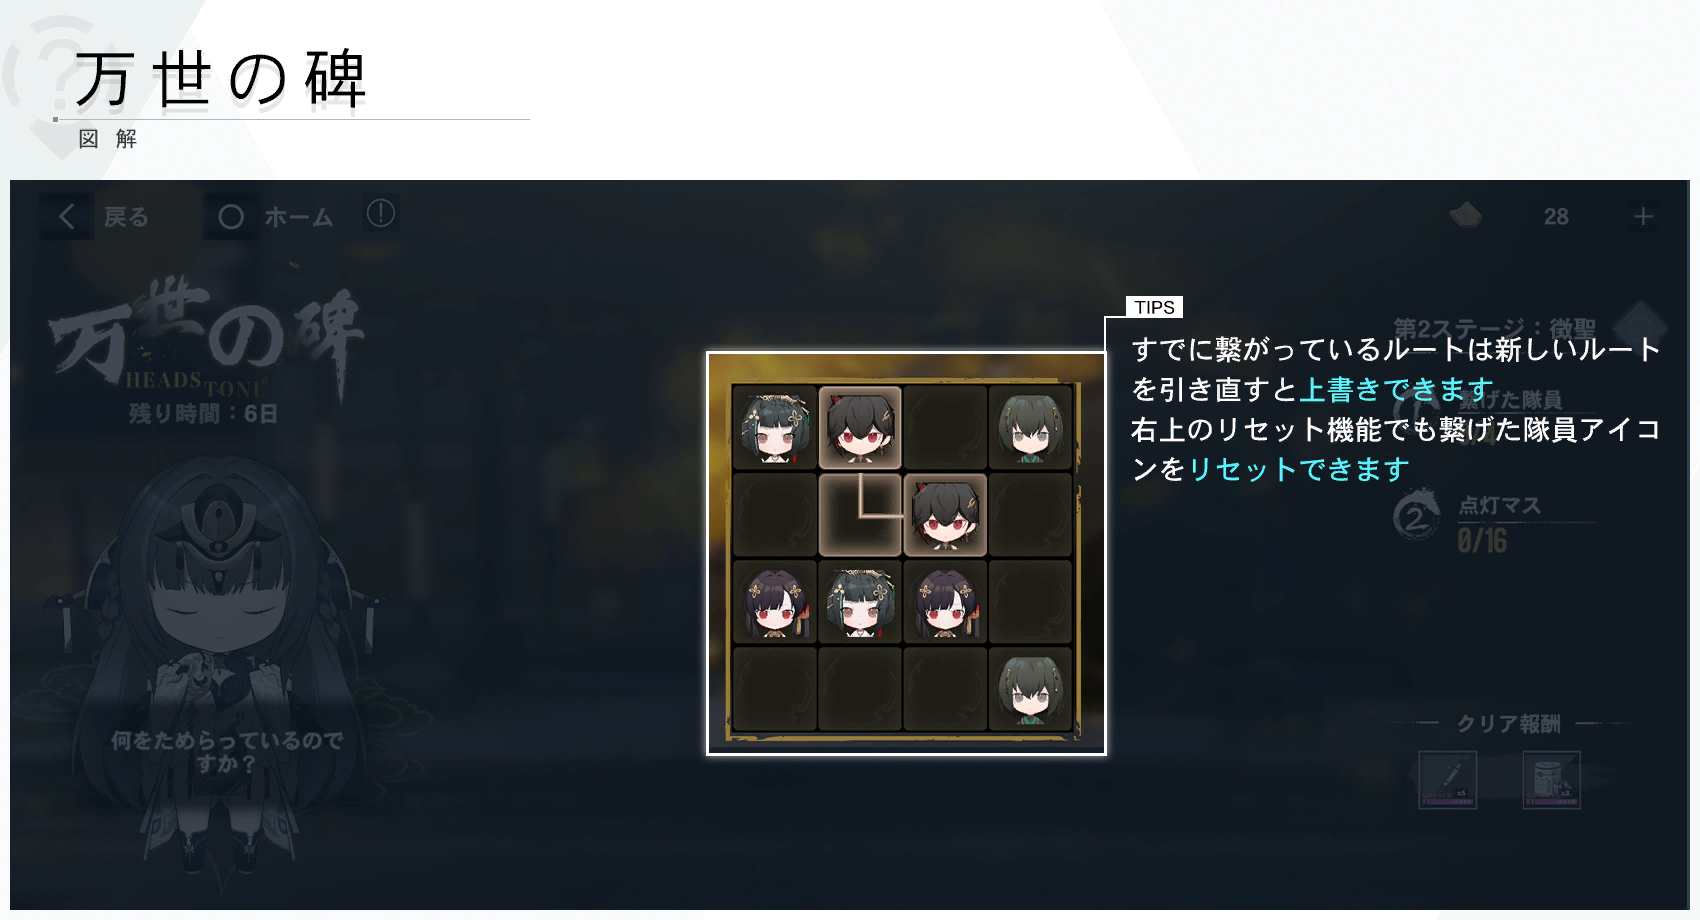 万世の碑
図解
戻る
ホーム
28
万世の碑
HEADSTONE
残り時間：6日
TIPS
第2ステージ：徴聖
すでに繋がっているルートは新しいルート
を引き直すと上書きできます
右上のリセット機能でも繋げた隊員アイコ
ンをリセットできます
繋げた隊員
2
点灯マス
0/16
何をためらっているので
すか？
クリア報酬
x5